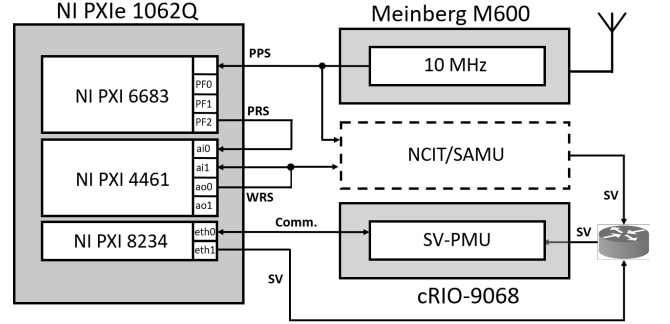 NI PXIe 1062Q
Meinberg M600
PPS
10 MHz
NI PXI 6683
PF0
PF1
PF2
PRS
NI PXI 4461
ai0
ai1
ao0
ao1
WRS
NCIT/SAMU
SV
NI PXI 8234
eth0
eth1
Comm.
SV-PMU
SV
SV
cRIO-9068